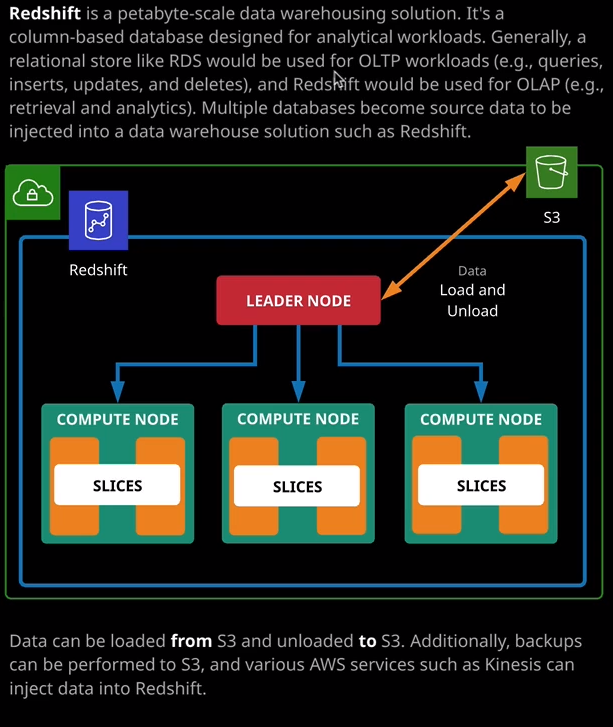 Redshift is a petabyte-scale data warehousing solution. It's a
column-based database designed for analytical workloads. Generally, a
relational store like RDS would be used for OLTP workloads (e.g., queries,
inserts, updates, and deletes), and Redshift would be used for OLAP (e.g.,
retrieval and analytics). Multiple databases become source data to be
injected into a data warehouse solution such as Redshift.
S3
Redshift
Data
Load and
Unload
LEADER NODE
COMPUTE NODE
SLICES
COMPUTE NODE
SLICES
COMPUTE NODE
SLICES
Data can be loaded from S3 and unloaded to S3. Additionally, backups
can be performed to S3, and various AWS services such as Kinesis can
inject data into Redshift.